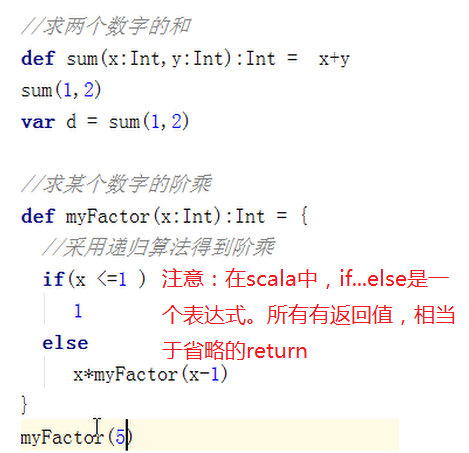 //求两个数字的和
def sum(x:Int,y:Int):Int =  x+y
sum(1,2)
var d = sum(1,2)
//求某个数字的阶乘
def myFactor(x:Int):Int = {
//采用递归算法得到阶乘
if(x <=1 )
1
else
x*myFactor(x-1)
}
myFactor(5)
注意：在scala中，if...else是一
个表达式。所有有返回值，相当
于省略的return